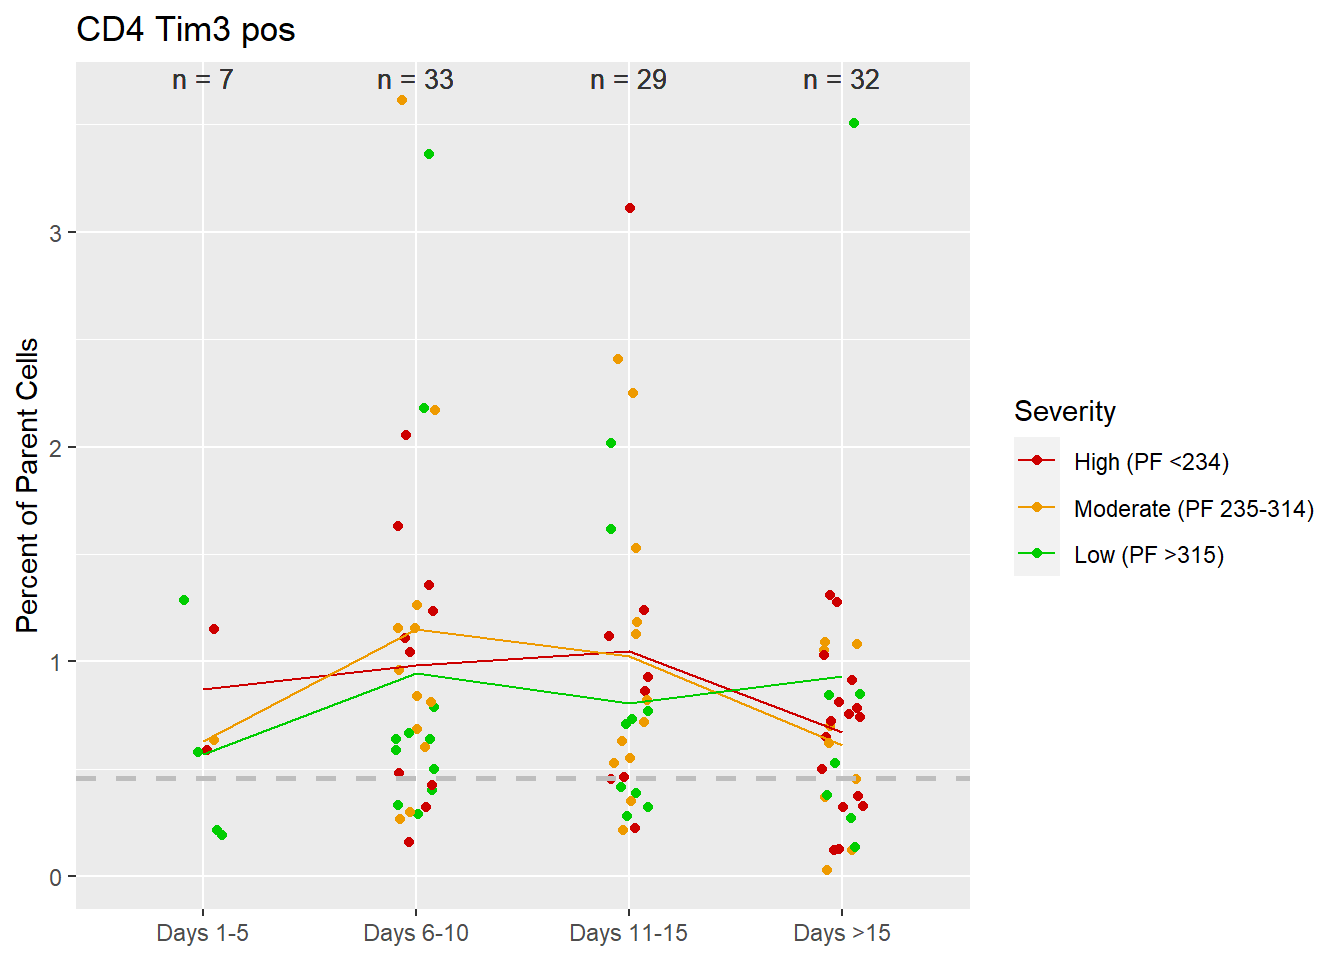 CD4 Tim3 pos
n = 7
n = 33
n = 29
n = 32
Percent of Parent Cells
3
2
1
0
Days 1-5
Days 6-10
Days 11-15
Days >15
Severity
High (PF <234)
Moderate (PF 235-314)
Low (PF >315)